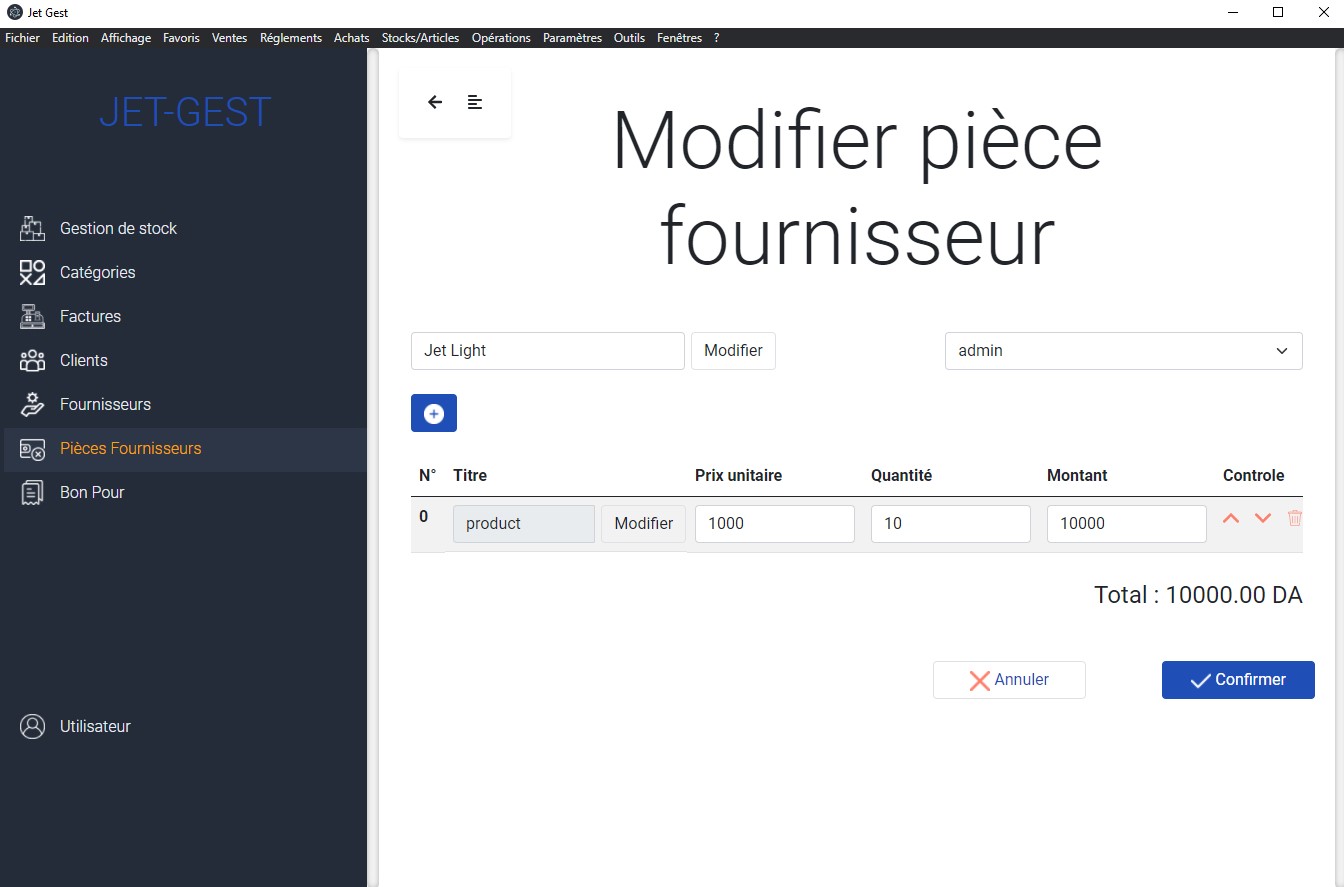 Jet Gest
Fichier Edition Affichage Favoris Ventes Réglements Achats Stocks/Articles Opérations Paramètres Outils Fenêtres ?
JET-GEST
Gestion de stock
Catégories
Factures
Clients
Fournisseurs
Pièces Fournisseurs
Bon Pour
Utilisateur
Modifier pièce
fournisseur
Jet Light Modifier admin
N° Titre Prix unitaire Quantité Montant Controle
0 product Modifier 1000 10 10000
Total : 10000.00 DA
Annuler Confirmer